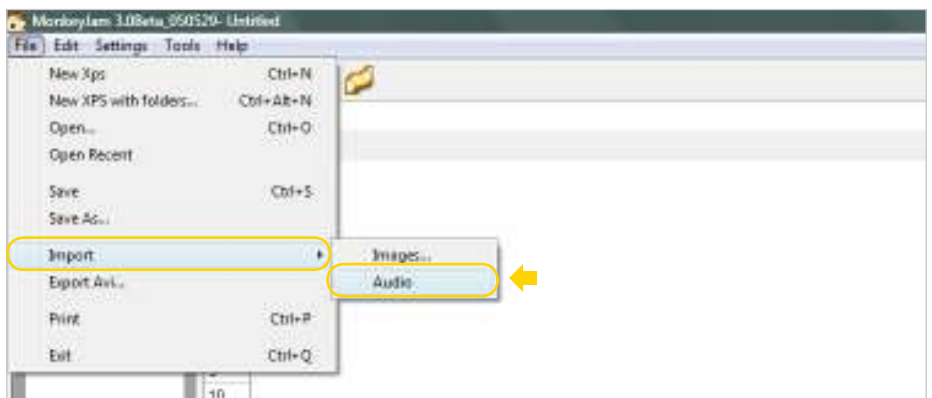 MonkeyJam 3.0Beta_050529- Untitled
File Edit Settings Tools Help
New Xps Ctrl+N
New XPS with folders... Ctrl+Alt+N
Open... Ctrl+O
Open Recent
Save Ctrl+S
Save As...
Import
Images...
Export Avi...
Audio
Print Ctrl+P
Exit Ctrl+Q
10